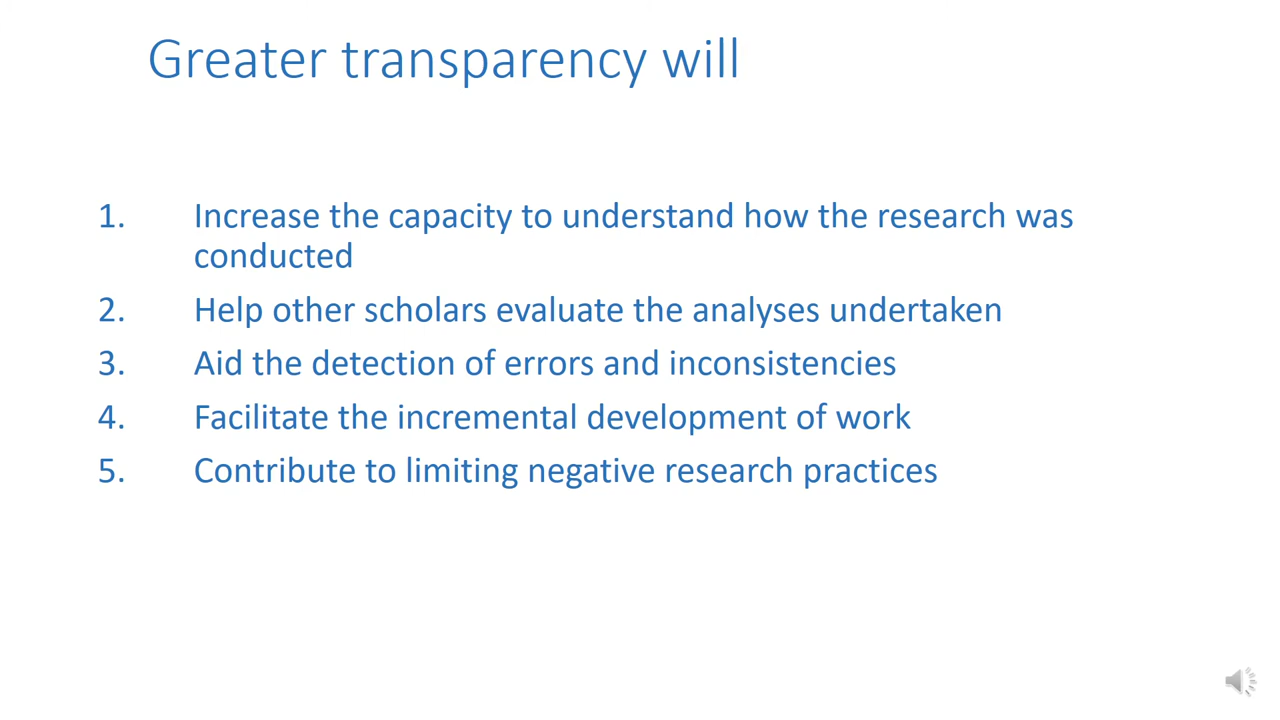 Greater transparency will
1. Increase the capacity to understand how the research was
conducted
2. Help other scholars evaluate the analyses undertaken
3. Aid the detection of errors and inconsistencies
4. Facilitate the incremental development of work
5. Contribute to limiting negative research practices